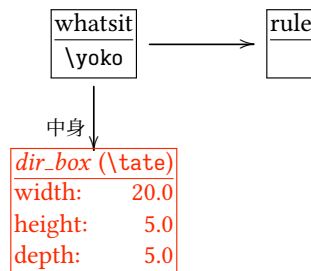 whatsit
\yoko
rule
中身
dir_box (\tate)
width: 20.0
height: 5.0
depth: 5.0